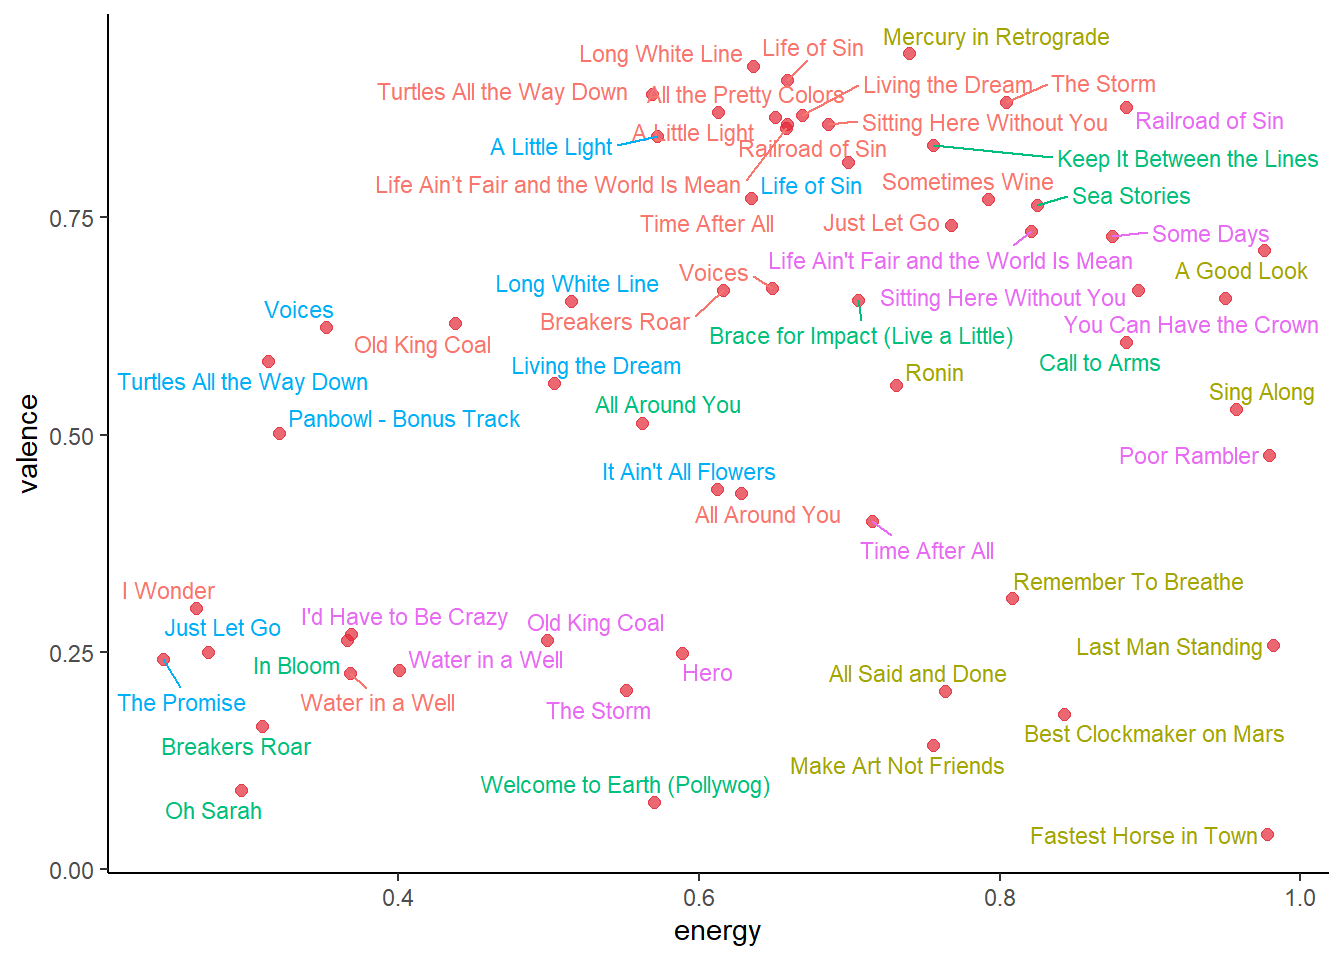 Mercury in Retrograde
Life of Sin
Long White Line
Turtles All the Way Down
All the Pretty Colors
Living the Dream
The Storm
Railroad of Sin
A Little Light
Sitting Here Without You
A Little Light
Railroad of Sin
Keep It Between the Lines
Life Ain’t Fair and the World Is Mean
Life of Sin
Sometimes Wine
Sea Stories
0.75
Time After All
Just Let Go
Some Days
Life Ain't Fair and the World Is Mean
A Good Look
Voices
Long White Line
Sitting Here Without You
Voices
Breakers Roar
You Can Have the Crown
Old King Coal
Brace for Impact (Live a Little)
Call to Arms
Living the Dream
Ronin
Turtles All the Way Down
Sing Along
All Around You
Panbowl - Bonus Track
0.50
valence
Poor Rambler
It Ain't All Flowers
All Around You
Time After All
Remember To Breathe
I Wonder
I'd Have to Be Crazy
Old King Coal
Just Let Go
Last Man Standing
0.25
In Bloom
Water in a Well
Hero
All Said and Done
The Promise
Water in a Well
The Storm
Best Clockmaker on Mars
Breakers Roar
Make Art Not Friends
Welcome to Earth (Pollywog)
Oh Sarah
Fastest Horse in Town
0.00
0.4
0.6
0.8
1.0
energy